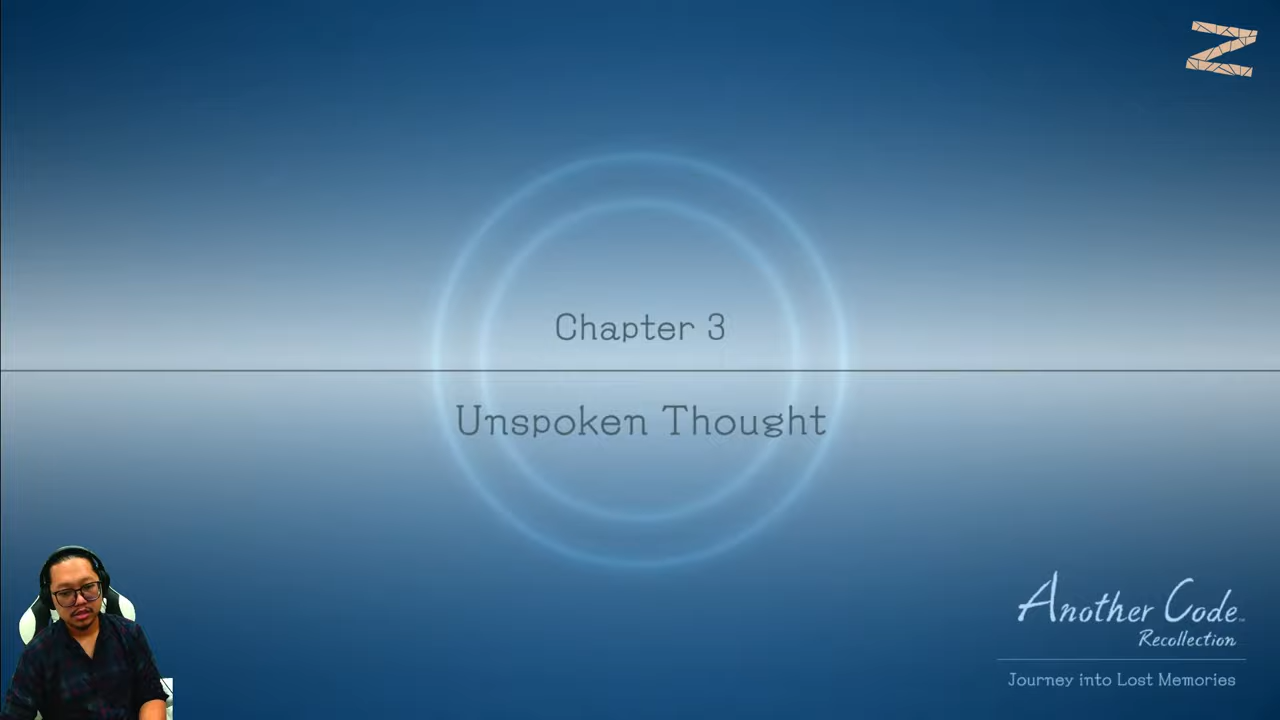 Z
Chapter 3
Unspoken Thought
Another Code
Recollection
Journey into Lost Memories